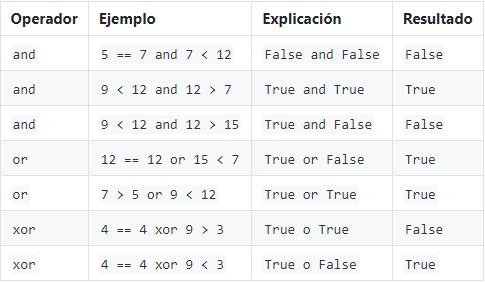 Operador Ejemplo Explicación Resultado
and 5 == 7 and 7 < 12 False and False False
and 9 < 12 and 12 > 7 True and True True
and 9 < 12 and 12 > 15 True and False False
or 12 == 12 or 15 < 7 True or False True
or 7 > 5 or 9 < 12 True or True True
xor 4 == 4 xor 9 > 3 True o True False
xor 4 == 4 xor 9 < 3 True o False True